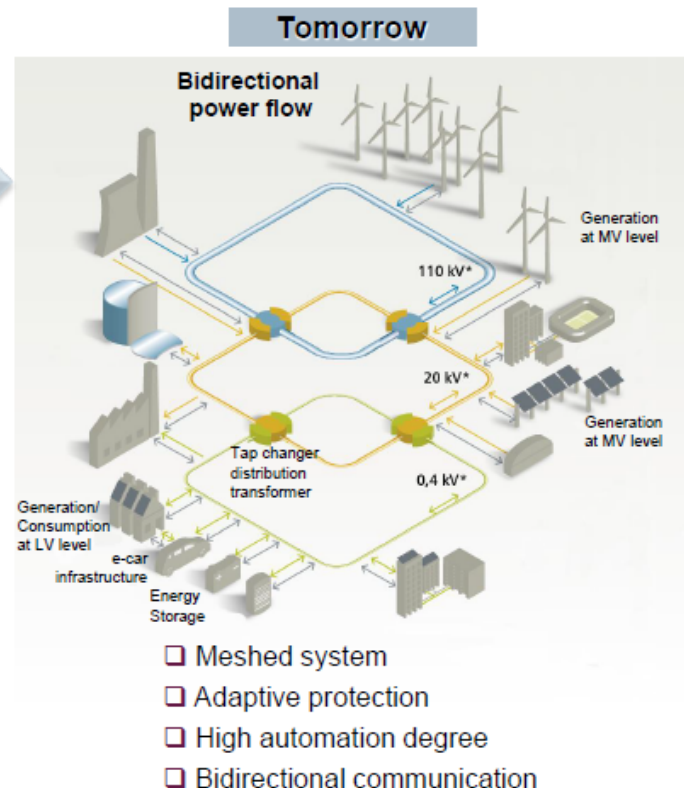 Tomorrow
Bidirectional
power flow
Generation
at MV level
110 kV*
20 kV*
Generation
at MV level
Tap changer
distribution
transformer
0,4 kV*
Generation/
Consumption
at LV level
e-car
infrastructure
Energy
Storage
❑ Meshed system
❑ Adaptive protection
❑ High automation degree
❑ Bidirectional communication